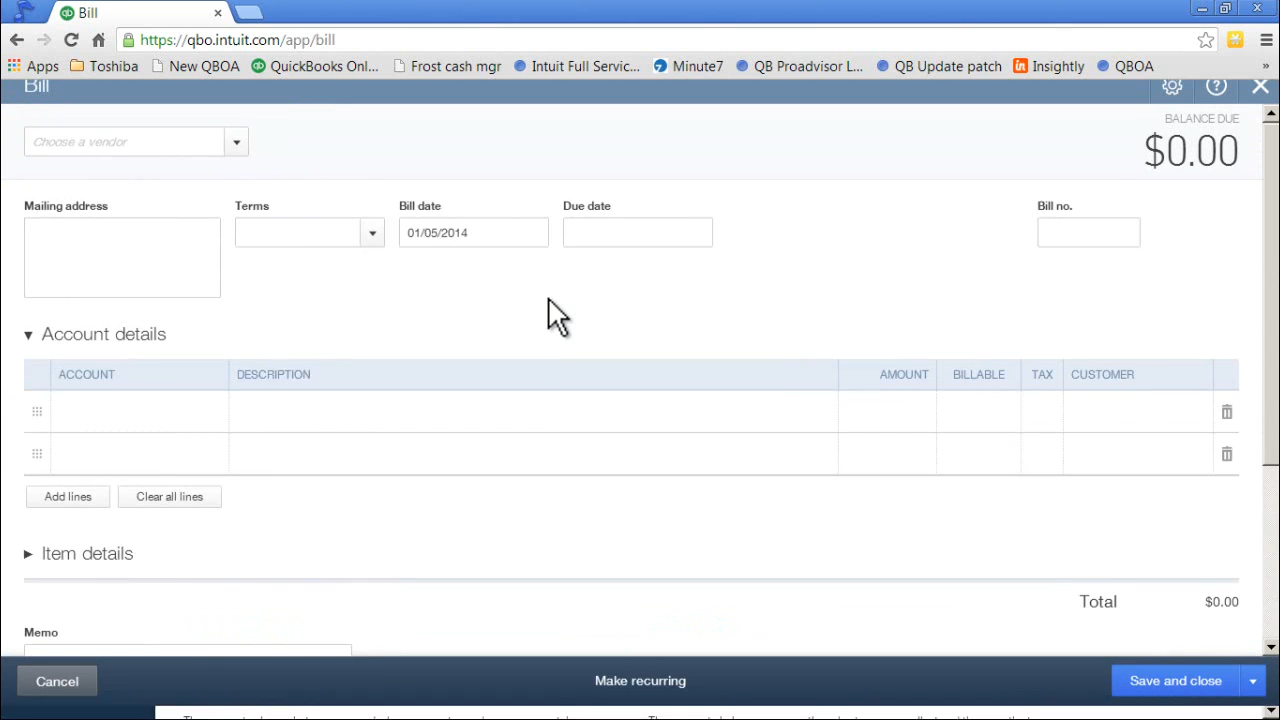 Bill
https://qbo.intuit.com/app/bill
Apps Toshiba New QBOA QuickBooks Onl... Frost cash mgr Intuit Full Servic... Minute7 QB Proadvisor L... QB Update patch Insightly QBOA »
Bill
Choose a vendor
BALANCE DUE
$0.00
Mailing address Terms Bill date Due date Bill no.
01/05/2014
Account details
ACCOUNT DESCRIPTION AMOUNT BILLABLE TAX CUSTOMER
Add lines Clear all lines
Item details
Total $0.00
Memo
Cancel Make recurring Save and close